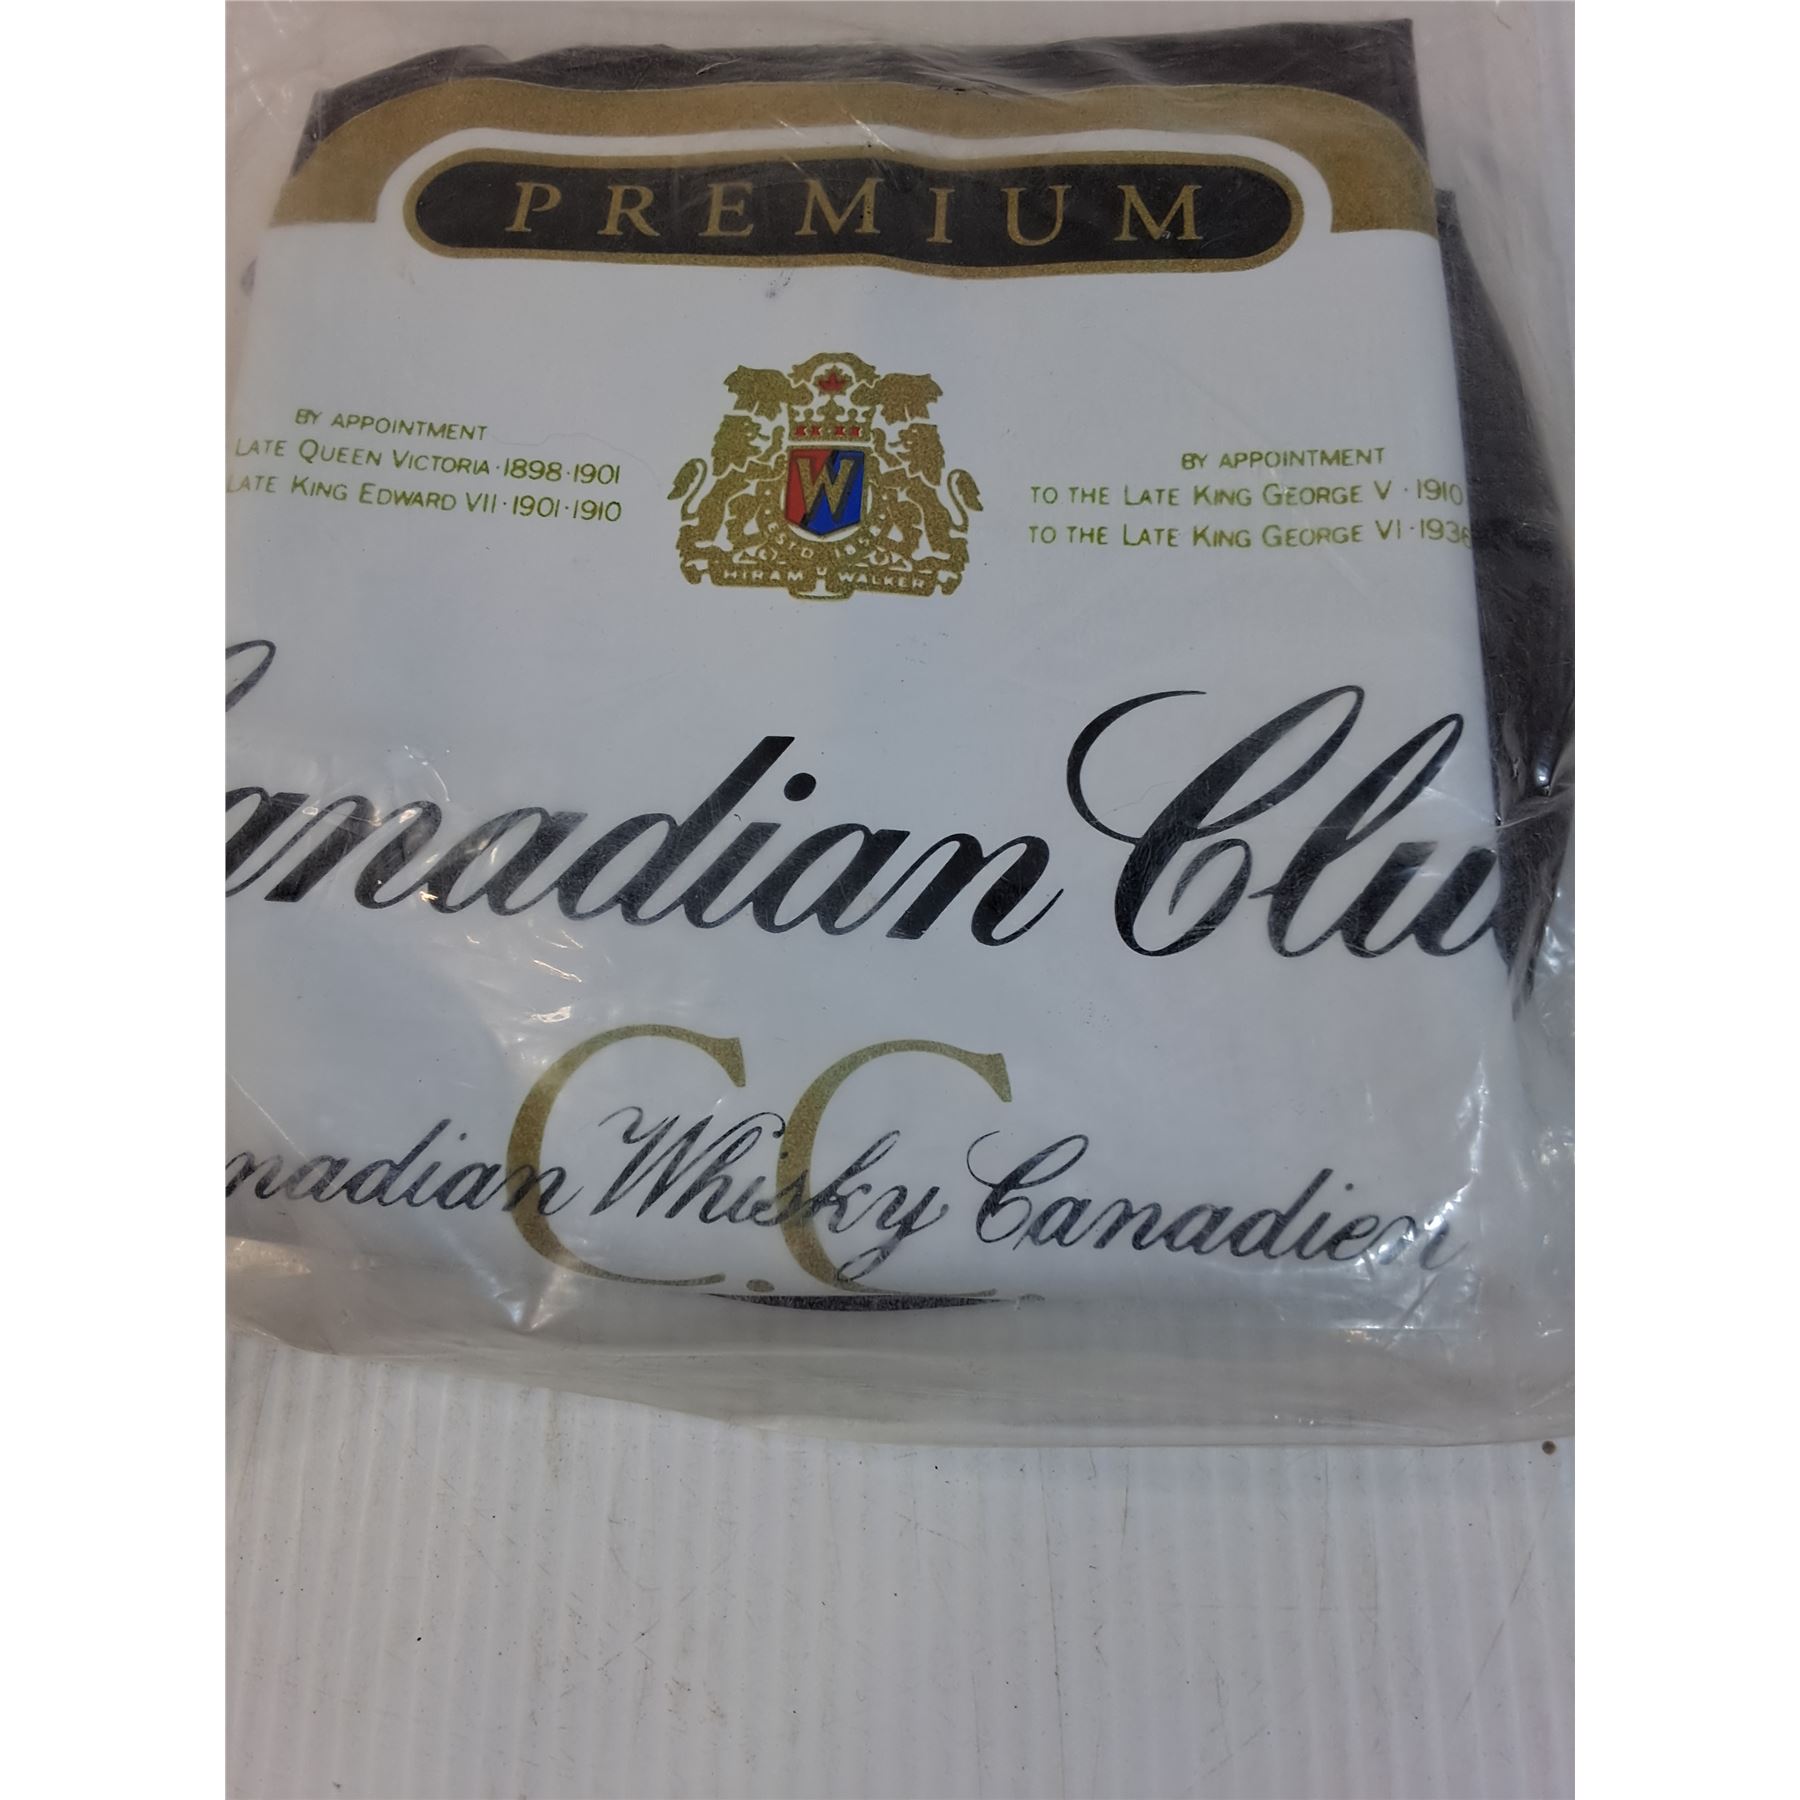 PREMIUM
BY APPOINTMENT
LATE QUEEN VICTORIA · 1898 · 1901
LATE KING EDWARD VII · 1901 · 1910
BY APPOINTMENT
TO THE LATE KING GEORGE V · 1910
TO THE LATE KING GEORGE VI · 1936
W
HIRAM WALKER
anadian Clu
C.C.
nadian Whisky Canadien